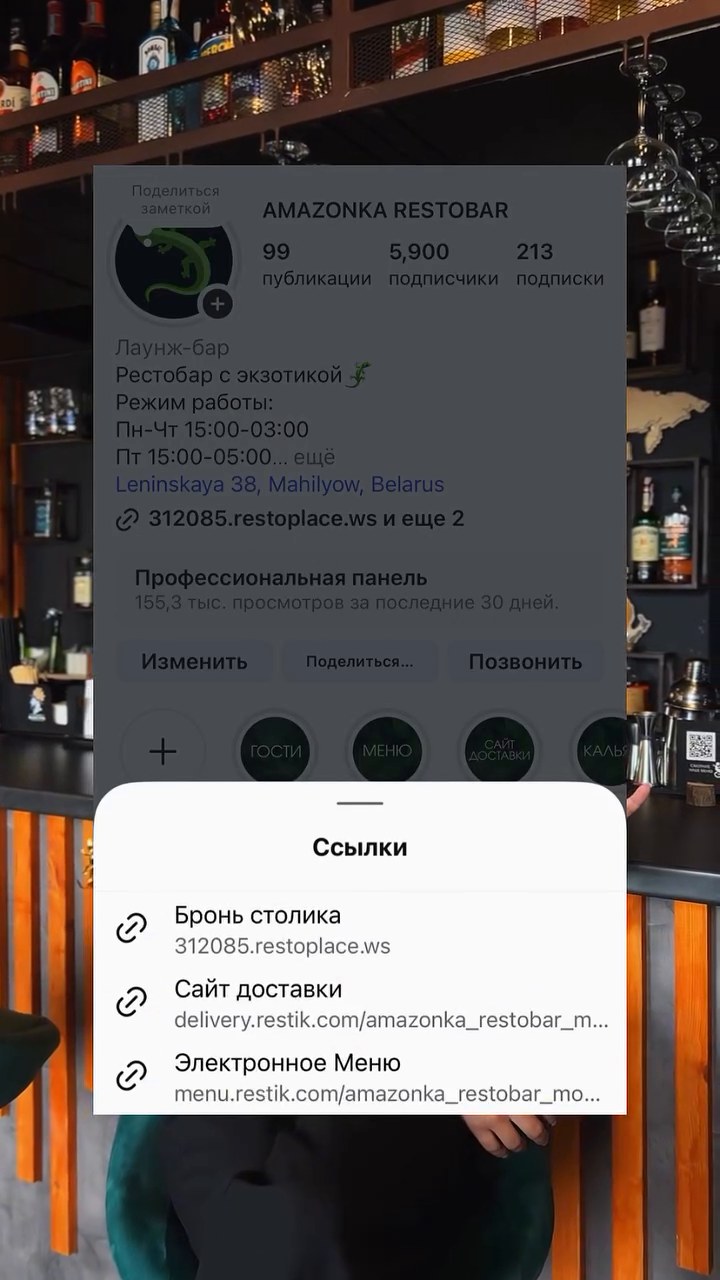 Поделиться
заметкой
AMAZONKA RESTOBAR
99 5,900 213
публикации подписчики подписки
Лаунж-бар
Рестобар с экзотикой🦎
Режим работы:
Пн-Чт 15:00-03:00
Пт 15:00-05:00... ещё
Leninskaya 38, Mahilyow, Belarus
312085.restoplace.ws и еще 2
Профессиональная панель
155,3 тыс. просмотров за последние 30 дней.
Изменить Поделиться... Позвонить
ГОСТИ МЕНЮ САЙТ ДОСТАВКИ КАЛЬЯ
Ссылки
Бронь столика
312085.restoplace.ws
Сайт доставки
delivery.restik.com/amazonka_restobar_m...
Электронное Меню
menu.restik.com/amazonka_restobar_mo...